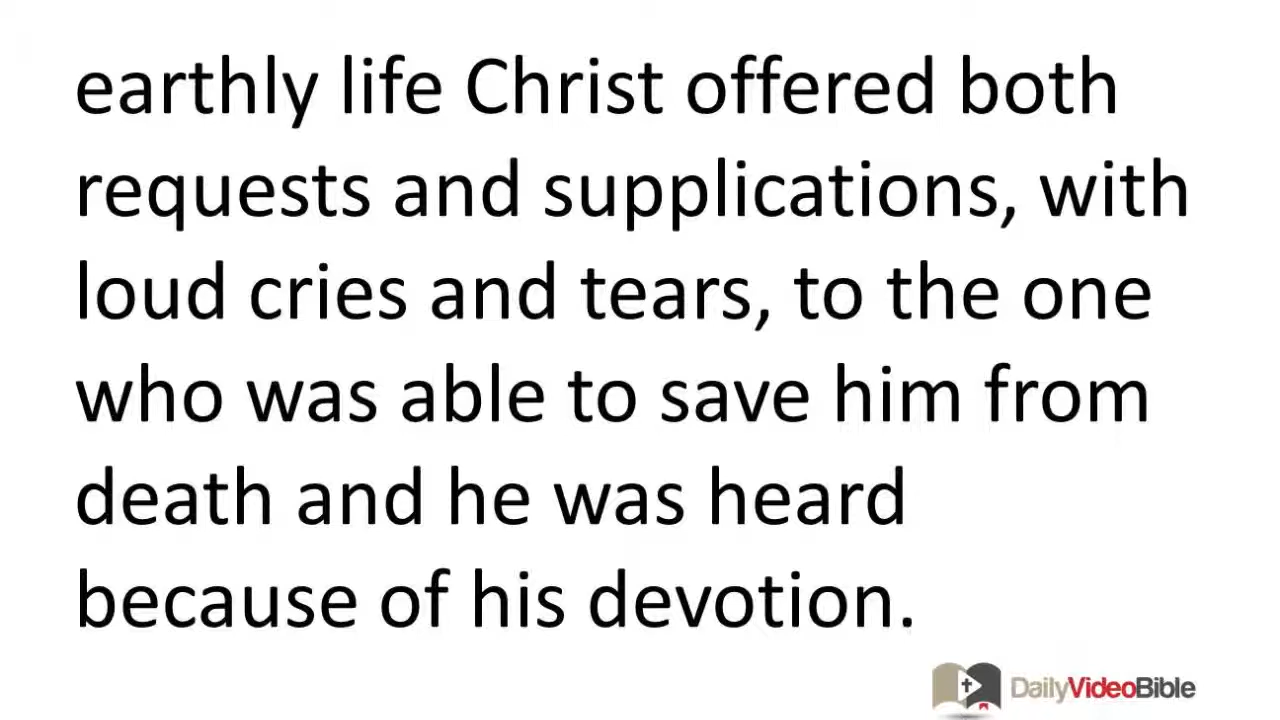 earthly life Christ offered both
requests and supplications, with
loud cries and tears, to the one
who was able to save him from
death and he was heard
because of his devotion.
DailyVideoBible